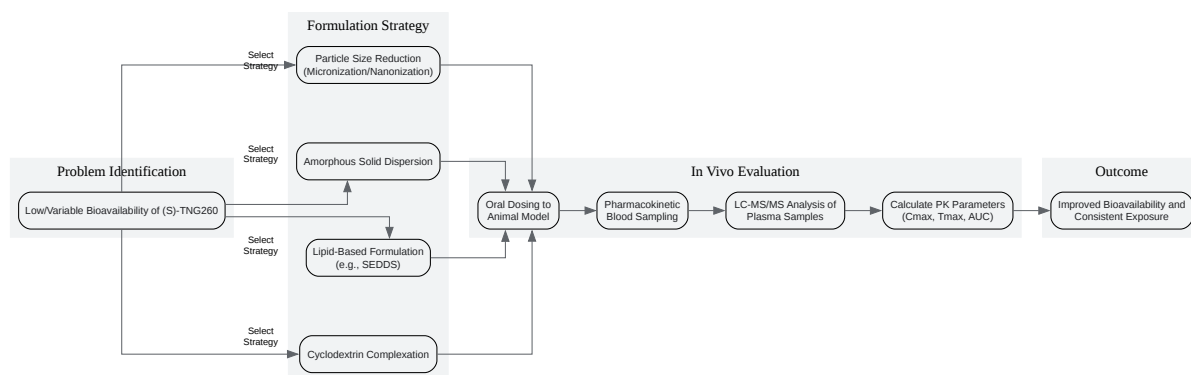 Formulation Strategy
Select
Strategy
Particle Size Reduction
(Micronization/Nanonization)
Select
Strategy
Amorphous Solid Dispersion
Problem Identification
Low/Variable Bioavailability of (S)-TNG260
Select
Strategy
Lipid-Based Formulation
(e.g., SEDDS)
Select
Strategy
Cyclodextrin Complexation
In Vivo Evaluation
Oral Dosing to
Animal Model
Pharmacokinetic
Blood Sampling
LC-MS/MS Analysis of
Plasma Samples
Calculate PK Parameters
(Cmax, Tmax, AUC)
Outcome
Improved Bioavailability and
Consistent Exposure